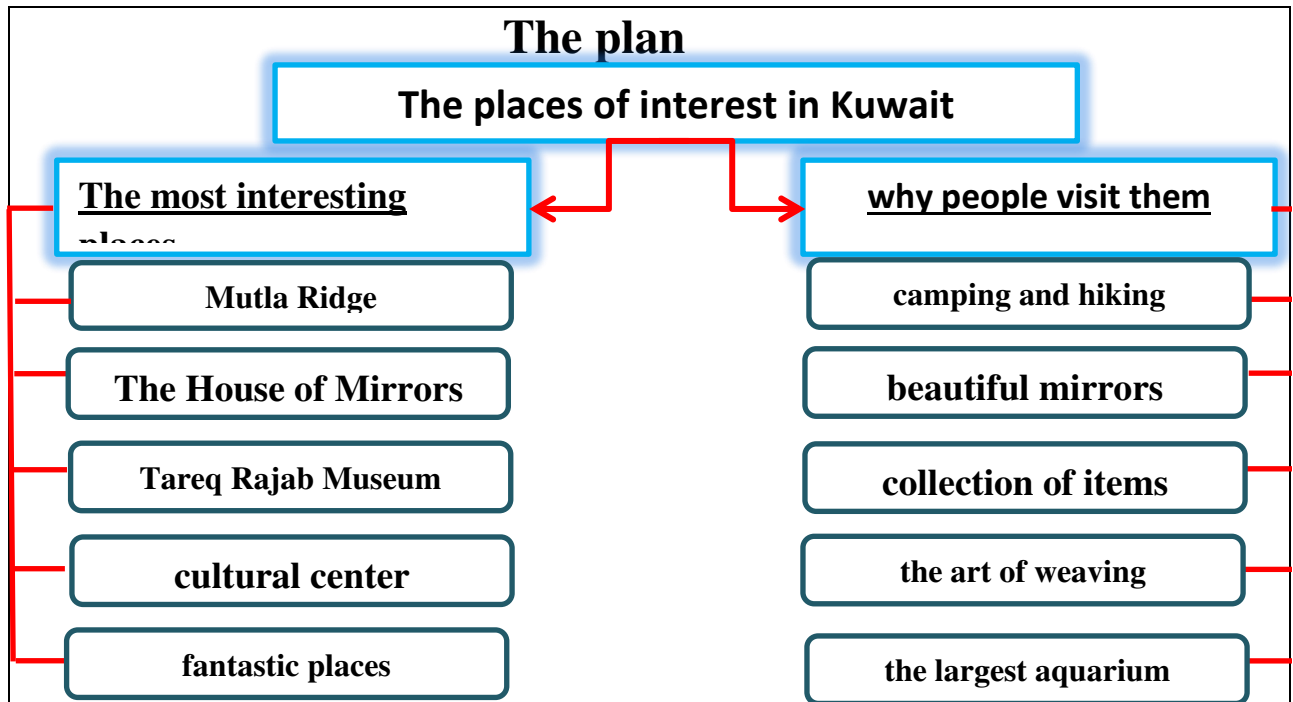 The plan
The places of interest in Kuwait
The most interesting
places
why people visit them
Mutla Ridge
camping and hiking
The House of Mirrors
beautiful mirrors
Tareq Rajab Museum
collection of items
cultural center
the art of weaving
fantastic places
the largest aquarium